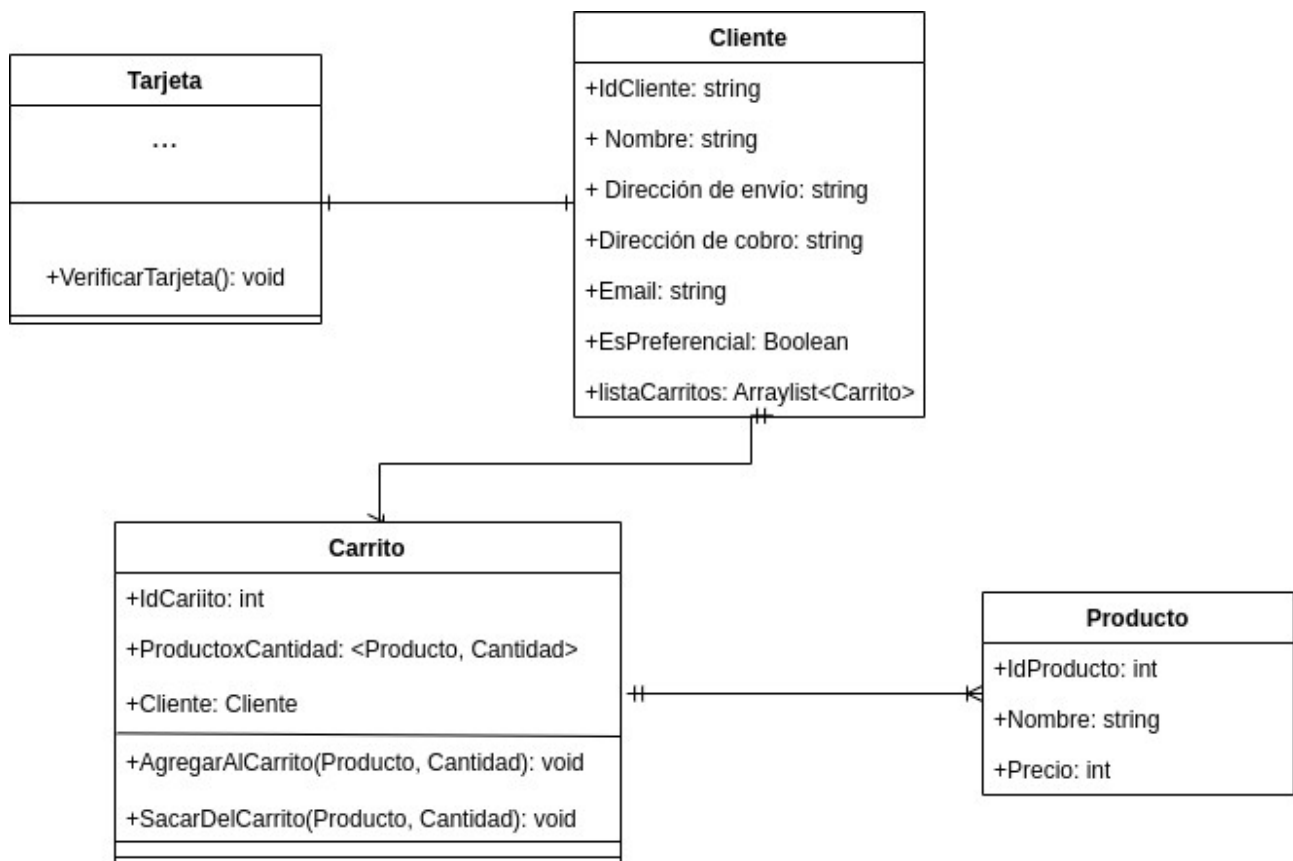 Tarjeta
...
+VerificarTarjeta(): void
Cliente
+IdCliente: string
+ Nombre: string
+ Dirección de envío: string
+Dirección de cobro: string
+Email: string
+EsPreferencial: Boolean
+listaCarritos: Arraylist<Carrito>
Carrito
+IdCariito: int
+ProductoxCantidad: <Producto, Cantidad>
+Cliente: Cliente
+AgregarAlCarrito(Producto, Cantidad): void
+SacarDelCarrito(Producto, Cantidad): void
Producto
+IdProducto: int
+Nombre: string
+Precio: int